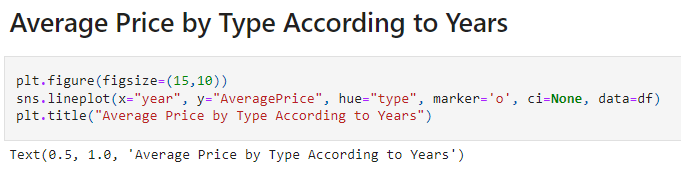 Average Price by Type According to Years
plt.figure(figsize=(15,10))
sns.lineplot(x="year", y="AveragePrice", hue="type", marker='o', ci=None, data=df)
plt.title("Average Price by Type According to Years")
Text(0.5, 1.0, 'Average Price by Type According to Years')